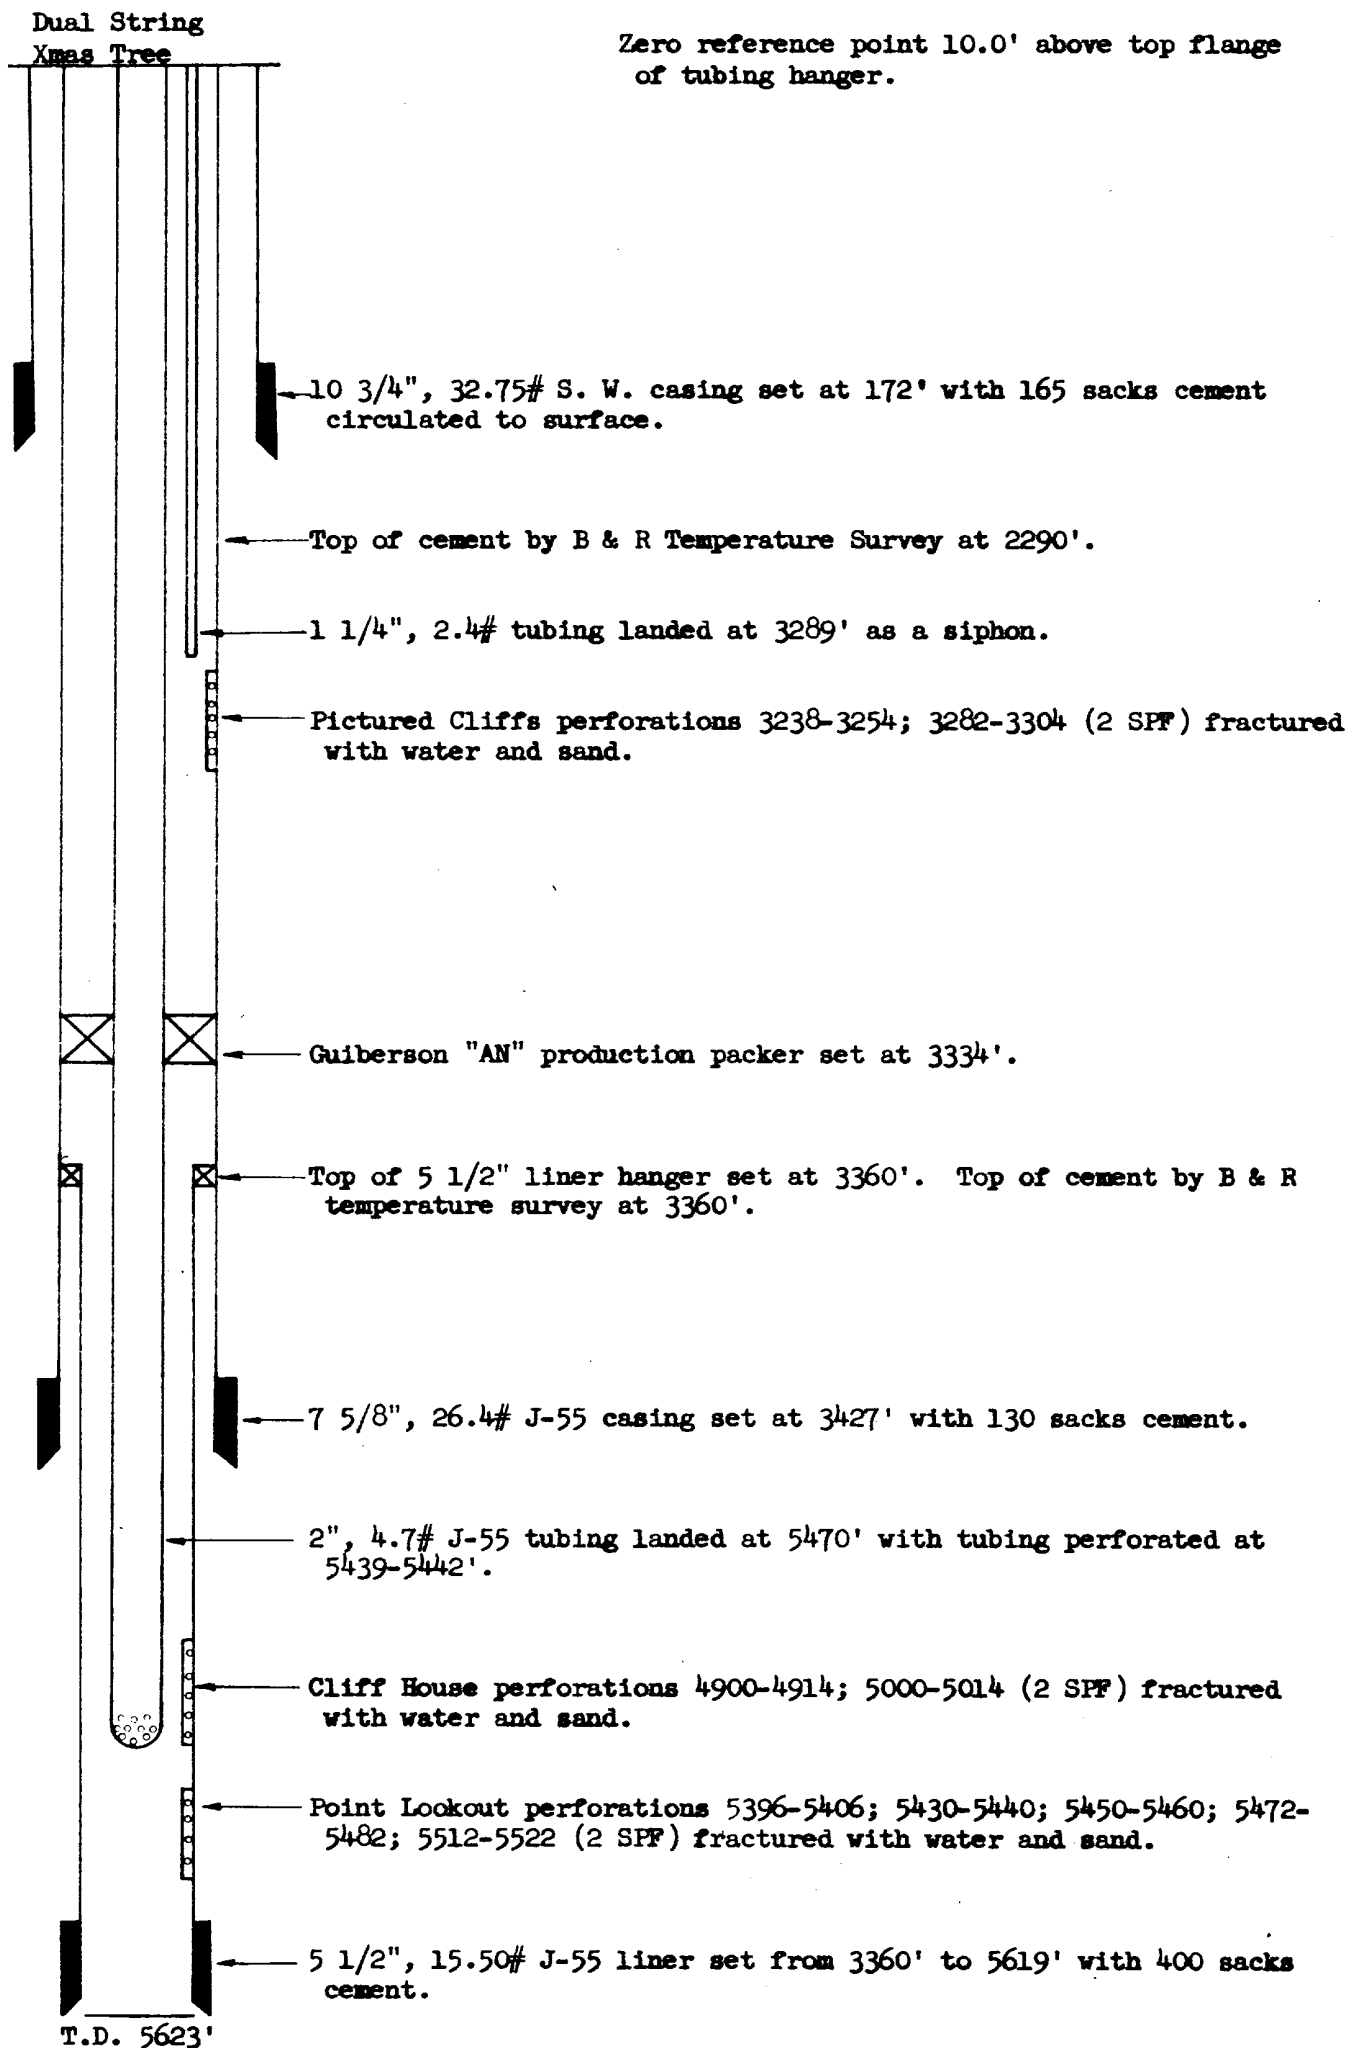 Dual String
Xmas Tree
Zero reference point 10.0' above top flange
of tubing hanger.
10 3/4", 32.75# S. W. casing set at 172' with 165 sacks cement
circulated to surface.
Top of cement by B & R Temperature Survey at 2290'.
1 1/4", 2.4# tubing landed at 3289' as a siphon.
Pictured Cliffs perforations 3238-3254; 3282-3304 (2 SPF) fractured
with water and sand.
Guiberson "AN" production packer set at 3334'.
Top of 5 1/2" liner hanger set at 3360'. Top of cement by B & R
temperature survey at 3360'.
7 5/8", 26.4# J-55 casing set at 3427' with 130 sacks cement.
2", 4.7# J-55 tubing landed at 5470' with tubing perforated at
5439-5442'.
Cliff House perforations 4900-4914; 5000-5014 (2 SPF) fractured
with water and sand.
Point Lookout perforations 5396-5406; 5430-5440; 5450-5460; 5472-
5482; 5512-5522 (2 SPF) fractured with water and sand.
5 1/2", 15.50# J-55 liner set from 3360' to 5619' with 400 sacks
cement.
T.D. 5623'